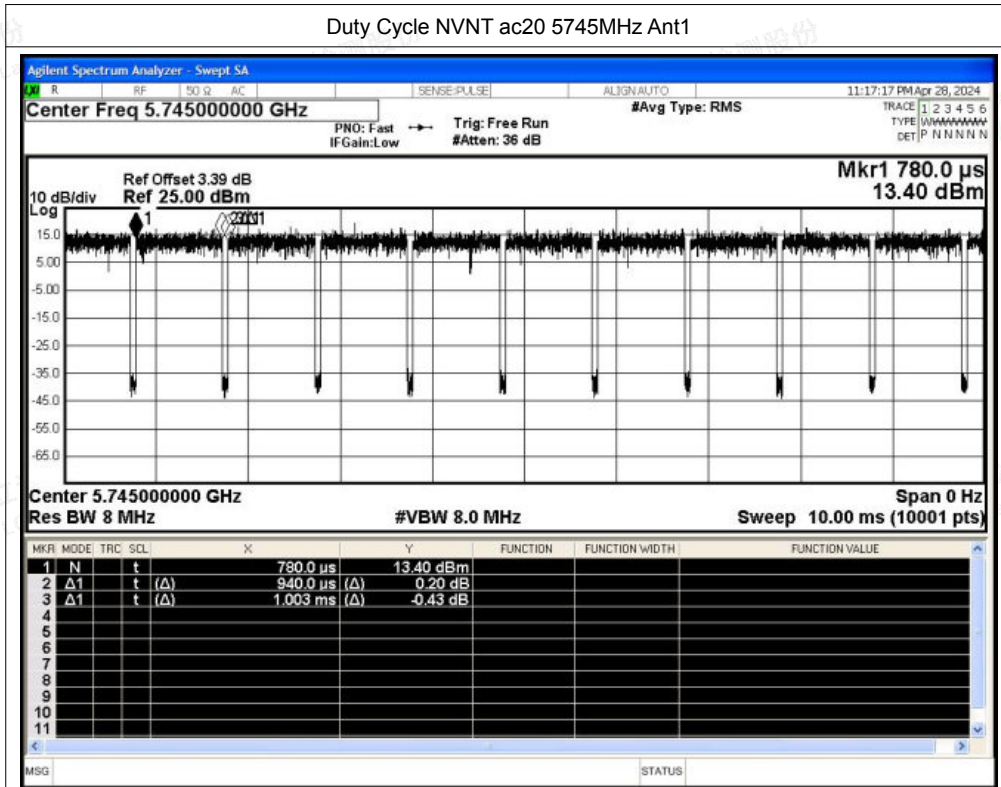 Duty Cycle NVNT ac20 5745MHz Ant1
Agilent Spectrum Analyzer - Swept SA
LXI R RF 50 Ω AC SENSE:PULSE ALIGN AUTO 11:17:17 PM Apr 28, 2024
Center Freq 5.745000000 GHz #Avg Type: RMS TRACE 1 2 3 4 5 6
PNO: Fast Trig: Free Run TYPE
IFGain:Low #Atten: 36 dB DET P N N N N N
Mkr1 780.0 µs
Ref Offset 3.39 dB
10 dB/div Ref 25.00 dBm 13.40 dBm
Log
1
15.0
5.00
-5.00
-15.0
-25.0
-35.0
-45.0
-55.0
-65.0
Center 5.745000000 GHz Span 0 Hz
Res BW 8 MHz #VBW 8.0 MHz Sweep 10.00 ms (10001 pts)
MKR MODE TRC SCL X Y FUNCTION FUNCTION WIDTH FUNCTION VALUE
1 N t 780.0 µs 13.40 dBm
2 Δ1 t (Δ) 940.0 µs (Δ) 0.20 dB
3 Δ1 t (Δ) 1.003 ms (Δ) -0.43 dB
4
5
6
7
8
9
10
11
MSG STATUS